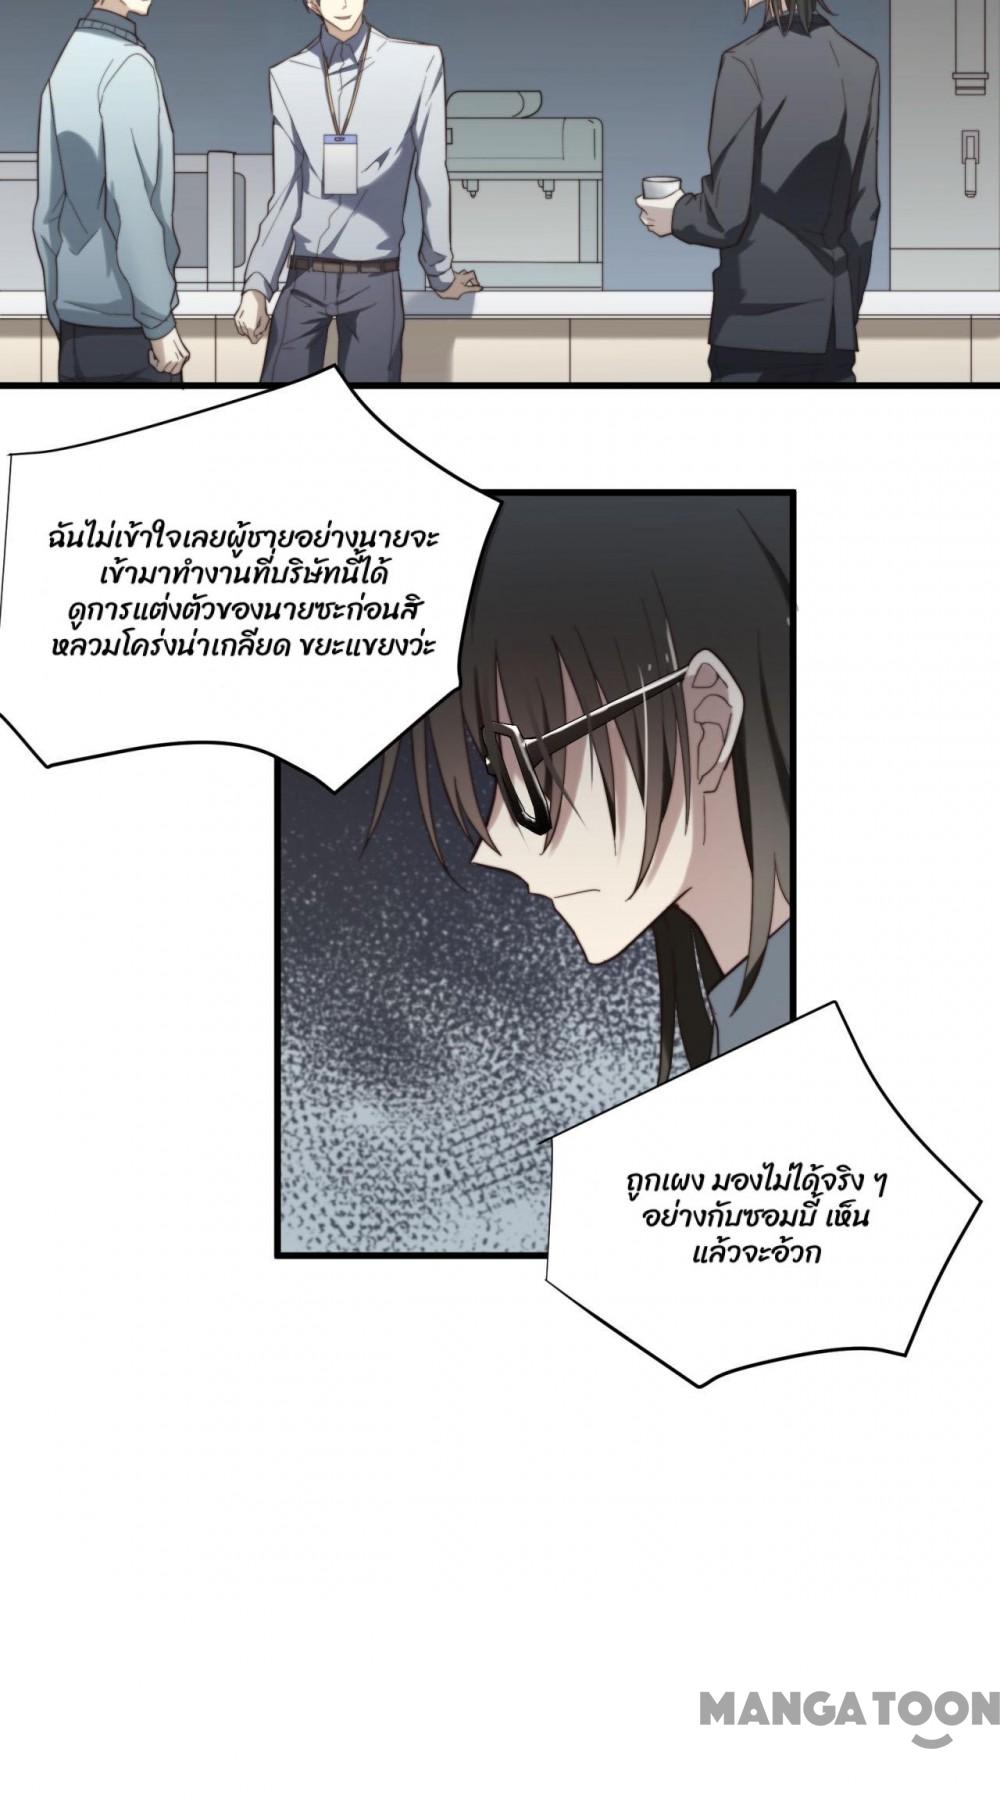 ฉันไม่เข้าใจเลยผู้ชายอย่างนายจะ
เข้ามาทำงานที่บริษัทนี้ได้
ดูการแต่งตัวของนายซะก่อนสิ
หลวมโคร่งน่าเกลียด ขยะแขยงว่ะ
ถูกเผง มองไม่ได้จริง ๆ
อย่างกับซอมบี้ เห็น
แล้วจะอ้วก
MANGATOON